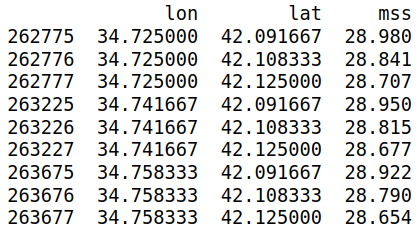 lon lat mss
262775 34.725000 42.091667 28.980
262776 34.725000 42.108333 28.841
262777 34.725000 42.125000 28.707
263225 34.741667 42.091667 28.950
263226 34.741667 42.108333 28.815
263227 34.741667 42.125000 28.677
263675 34.758333 42.091667 28.922
263676 34.758333 42.108333 28.790
263677 34.758333 42.125000 28.654